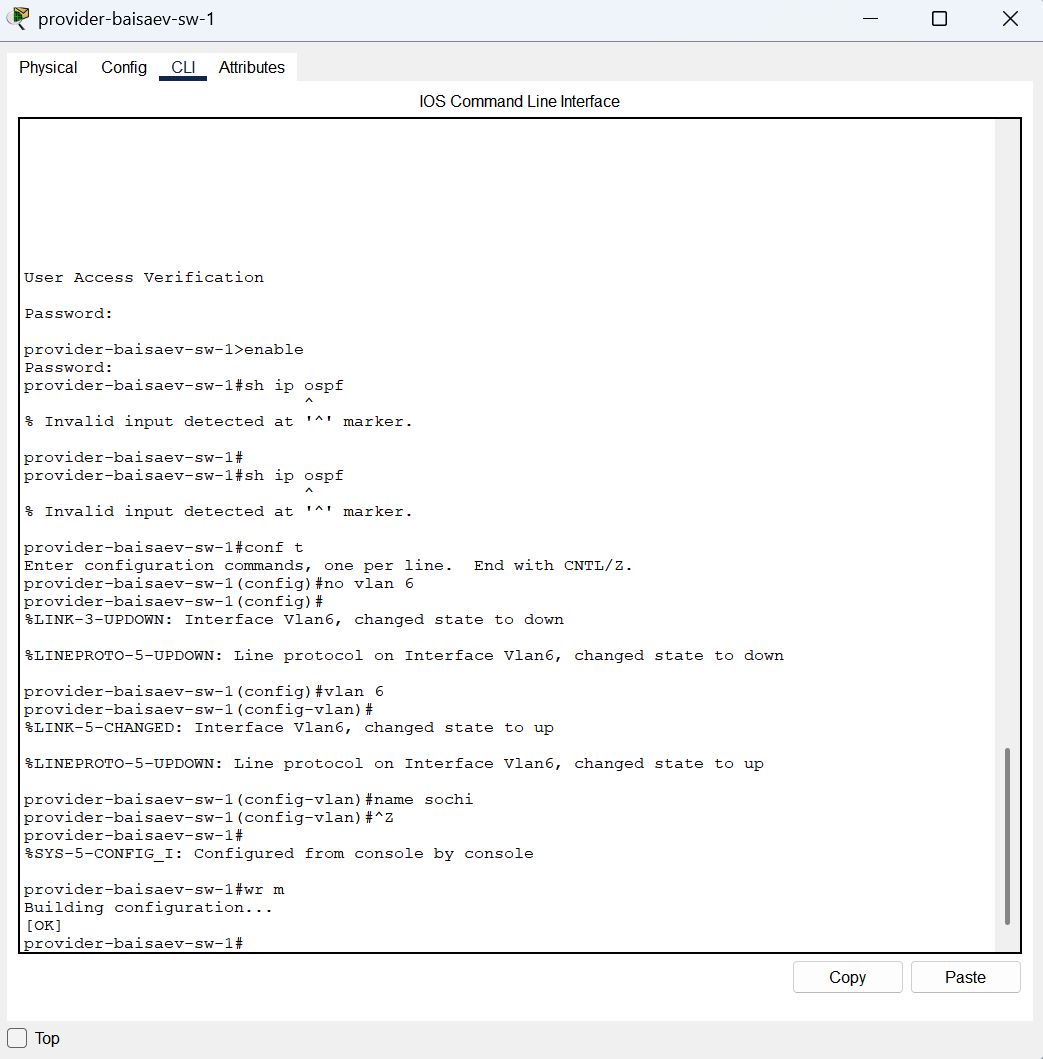 provider-baisaev-sw-1
Physical Config CLI Attributes
IOS Command Line Interface
User Access Verification
Password:
provider-baisaev-sw-1>enable
Password:
provider-baisaev-sw-1#sh ip ospf
^
% Invalid input detected at '^' marker.
provider-baisaev-sw-1#
provider-baisaev-sw-1#sh ip ospf
^
% Invalid input detected at '^' marker.
provider-baisaev-sw-1#conf t
Enter configuration commands, one per line.  End with CNTL/Z.
provider-baisaev-sw-1(config)#no vlan 6
provider-baisaev-sw-1(config)#
%LINK-3-UPDOWN: Interface Vlan6, changed state to down
%LINEPROTO-5-UPDOWN: Line protocol on Interface Vlan6, changed state to down
provider-baisaev-sw-1(config)#vlan 6
provider-baisaev-sw-1(config-vlan)#
%LINK-5-CHANGED: Interface Vlan6, changed state to up
%LINEPROTO-5-UPDOWN: Line protocol on Interface Vlan6, changed state to up
provider-baisaev-sw-1(config-vlan)#name sochi
provider-baisaev-sw-1(config-vlan)#^Z
provider-baisaev-sw-1#
%SYS-5-CONFIG_I: Configured from console by console
provider-baisaev-sw-1#wr m
Building configuration...
[OK]
provider-baisaev-sw-1#
Copy Paste
Top